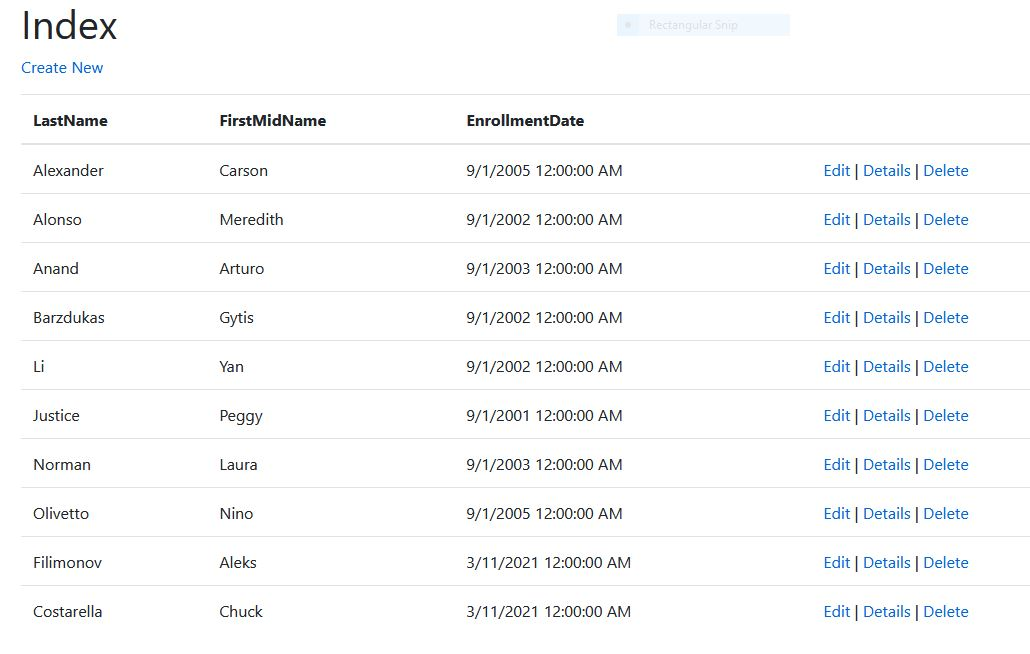 Index
Rectangular Snip
Create New
LastName FirstMidName EnrollmentDate
Alexander Carson 9/1/2005 12:00:00 AM Edit | Details | Delete
Alonso Meredith 9/1/2002 12:00:00 AM Edit | Details | Delete
Anand Arturo 9/1/2003 12:00:00 AM Edit | Details | Delete
Barzdukas Gytis 9/1/2002 12:00:00 AM Edit | Details | Delete
Li Yan 9/1/2002 12:00:00 AM Edit | Details | Delete
Justice Peggy 9/1/2001 12:00:00 AM Edit | Details | Delete
Norman Laura 9/1/2003 12:00:00 AM Edit | Details | Delete
Olivetto Nino 9/1/2005 12:00:00 AM Edit | Details | Delete
Filimonov Aleks 3/11/2021 12:00:00 AM Edit | Details | Delete
Costarella Chuck 3/11/2021 12:00:00 AM Edit | Details | Delete